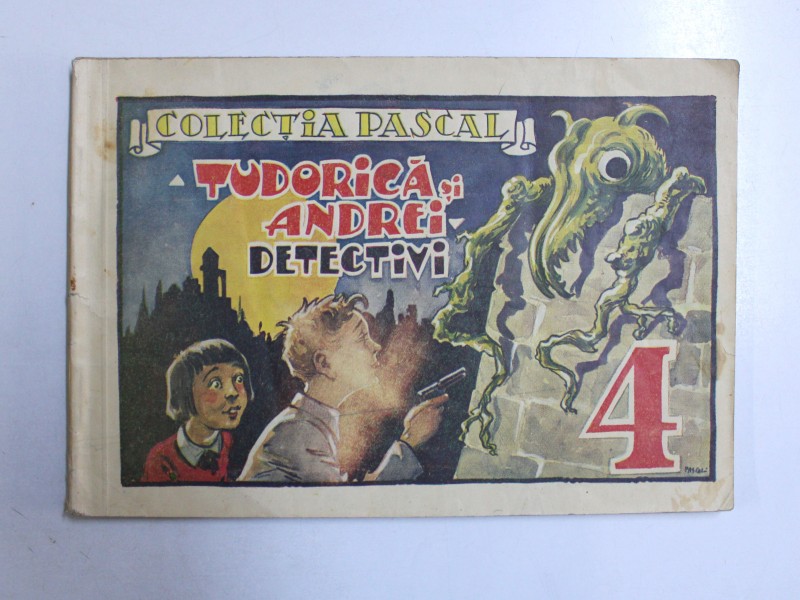 COLECȚiA PASCAL
TUDORiCĂ și
ANDREI
DETECTIVI
4